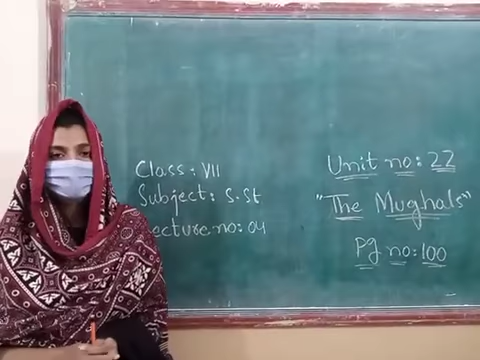 Class: VII
Subject: S.St
Lecture no: 04
Unit no: 22
"The Mughals"
Pg no: 100